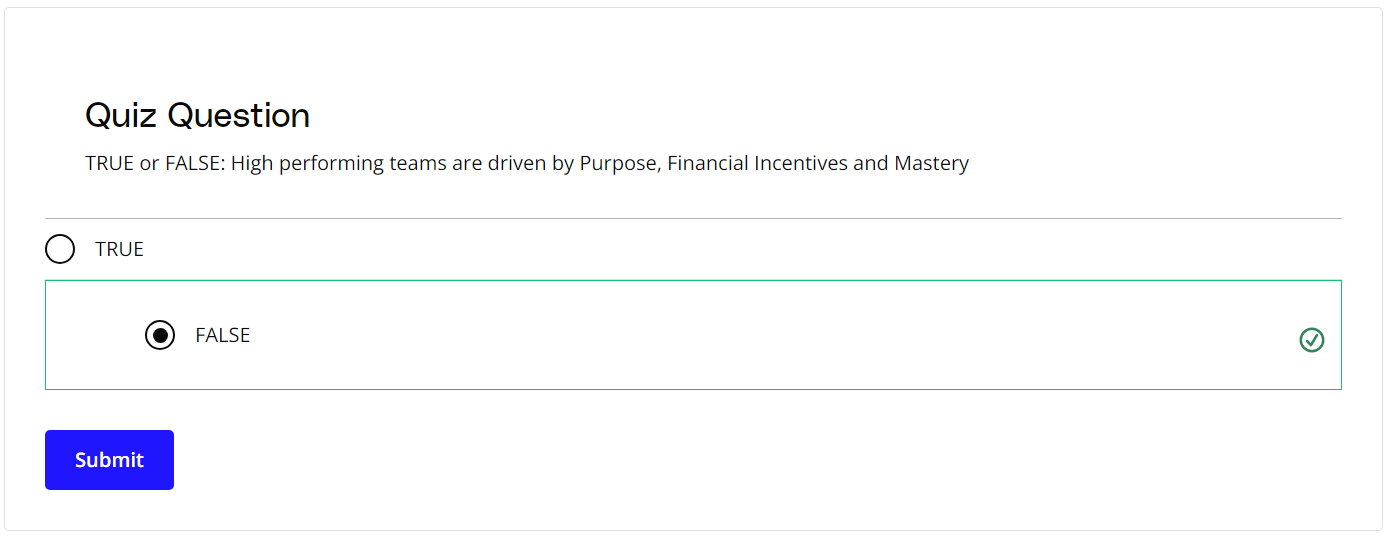 Quiz Question
TRUE or FALSE: High performing teams are driven by Purpose, Financial Incentives and Mastery
TRUE
FALSE
Submit